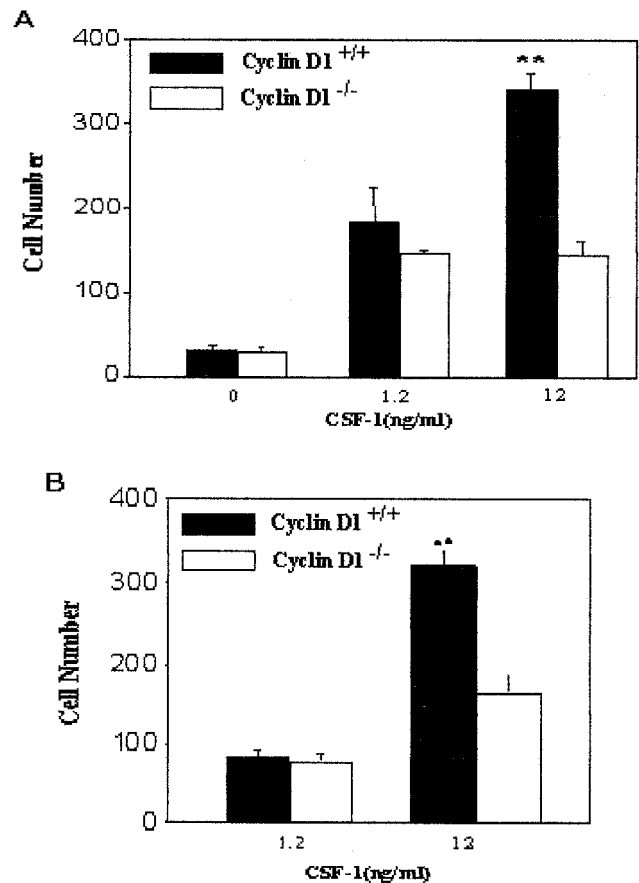 A
400
Cyclin D1 +/+
**
Cyclin D1 -/-
300
Cell Number
200
100
0
0 1.2 12
CSF-1(ng/ml)
B
400
Cyclin D1 +/+
**
Cyclin D1 -/-
300
Cell Number
200
100
0
1.2 12
CSF-1(ng/ml)